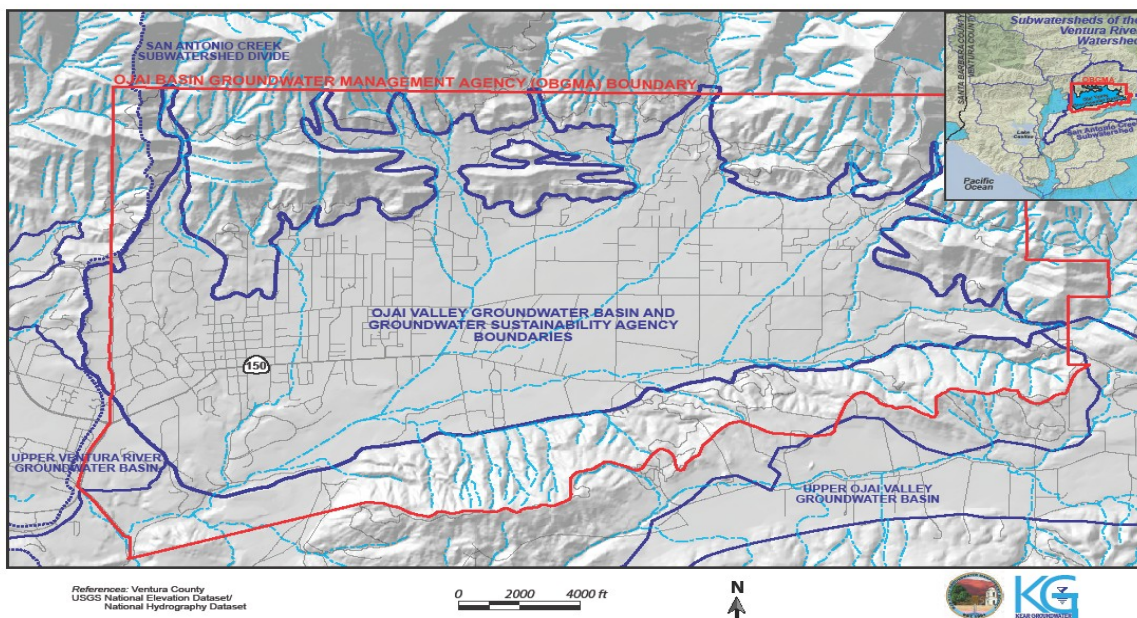 SAN ANTONIO CREEK
SUBWATERSHED DIVIDE
OJAI BASIN GROUNDWATER MANAGEMENT AGENCY (OBGMA) BOUNDARY
Subwatersheds of the
Ventura River
Watershed
SANTA BARBARA COUNTY
VENTURA COUNTY
OBGMA
Lake
Casitas
San Antonio Creek
Subwatershed
Pacific
Ocean
OJAI VALLEY GROUNDWATER BASIN AND
GROUNDWATER SUSTAINABILITY AGENCY
BOUNDARIES
150
UPPER VENTURA RIVER
GROUNDWATER BASIN
UPPER OJAI VALLEY
GROUNDWATER BASIN
References: Ventura County
USGS National Elevation Dataset/
National Hydrography Dataset
0 2000 4000 ft
N
KG
KEAR GROUNDWATER